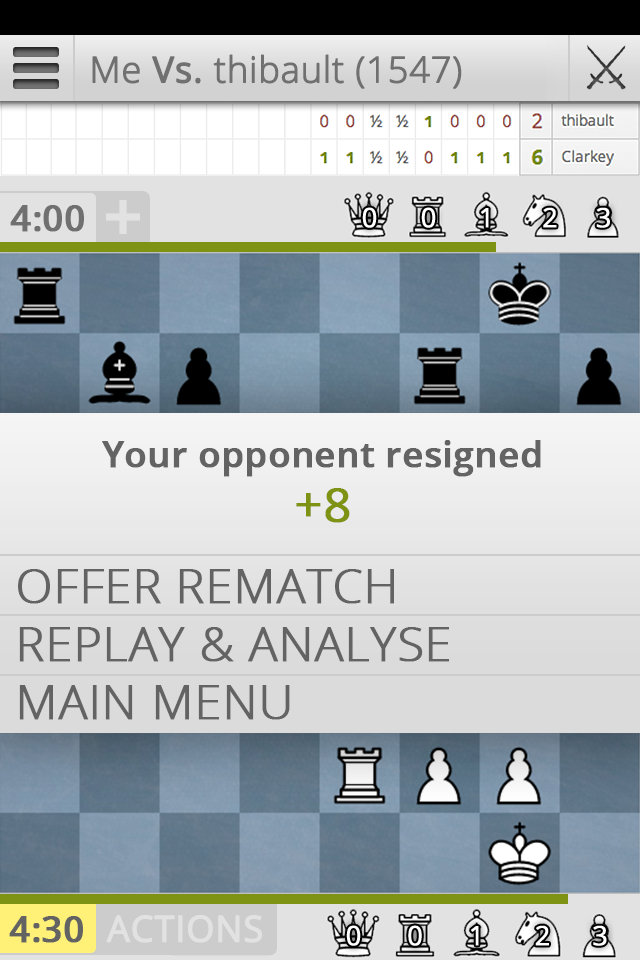 Me Vs. thibault (1547)
0 0 ½ ½ 1 0 0 0 2 thibault
1 1 ½ ½ 0 1 1 1 6 Clarkey
4:00 + 0 0 1 2 3
Your opponent resigned
+8
OFFER REMATCH
REPLAY & ANALYSE
MAIN MENU
4:30 ACTIONS 0 0 1 2 3